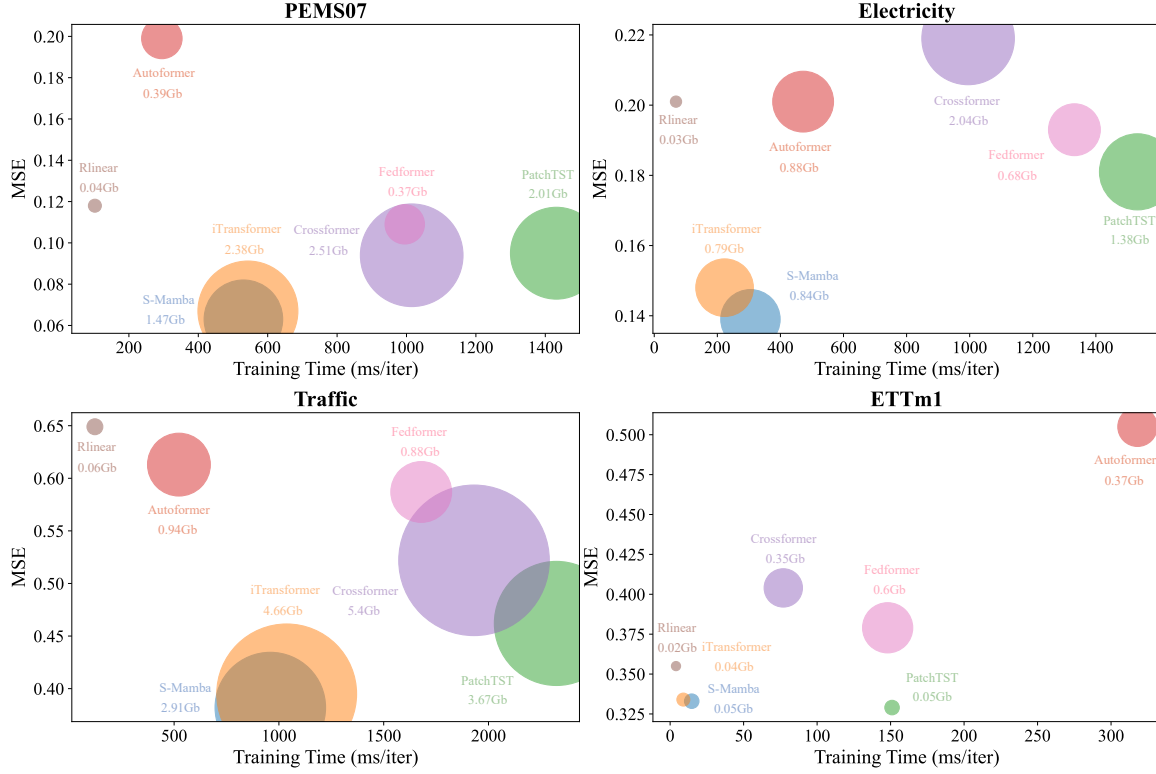 PEMS07
0.20
0.18
0.16
0.14
0.12
0.10
0.08
0.06
MSE
Autoformer
0.39Gb
Rlinear
0.04Gb
Fedformer
0.37Gb
PatchTST
2.01Gb
iTransformer
2.38Gb
Crossformer
2.51Gb
S-Mamba
1.47Gb
200 400 600 800 1000 1200 1400
Training Time (ms/iter)
Electricity
0.22
0.20
0.18
0.16
0.14
MSE
Crossformer
2.04Gb
Rlinear
0.03Gb
Autoformer
0.88Gb
Fedformer
0.68Gb
PatchTST
1.38Gb
iTransformer
0.79Gb
S-Mamba
0.84Gb
0 200 400 600 800 1000 1200 1400
Training Time (ms/iter)
Traffic
0.65
0.60
0.55
0.50
0.45
0.40
MSE
Rlinear
0.06Gb
Autoformer
0.94Gb
Fedformer
0.88Gb
iTransformer
4.66Gb
Crossformer
5.4Gb
S-Mamba
2.91Gb
PatchTST
3.67Gb
500 1000 1500 2000
Training Time (ms/iter)
ETTm1
0.500
0.475
0.450
0.425
0.400
0.375
0.350
0.325
MSE
Autoformer
0.37Gb
Crossformer
0.35Gb
Fedformer
0.6Gb
Rlinear
0.02Gb
iTransformer
0.04Gb
S-Mamba
0.05Gb
PatchTST
0.05Gb
0 50 100 150 200 250 300
Training Time (ms/iter)